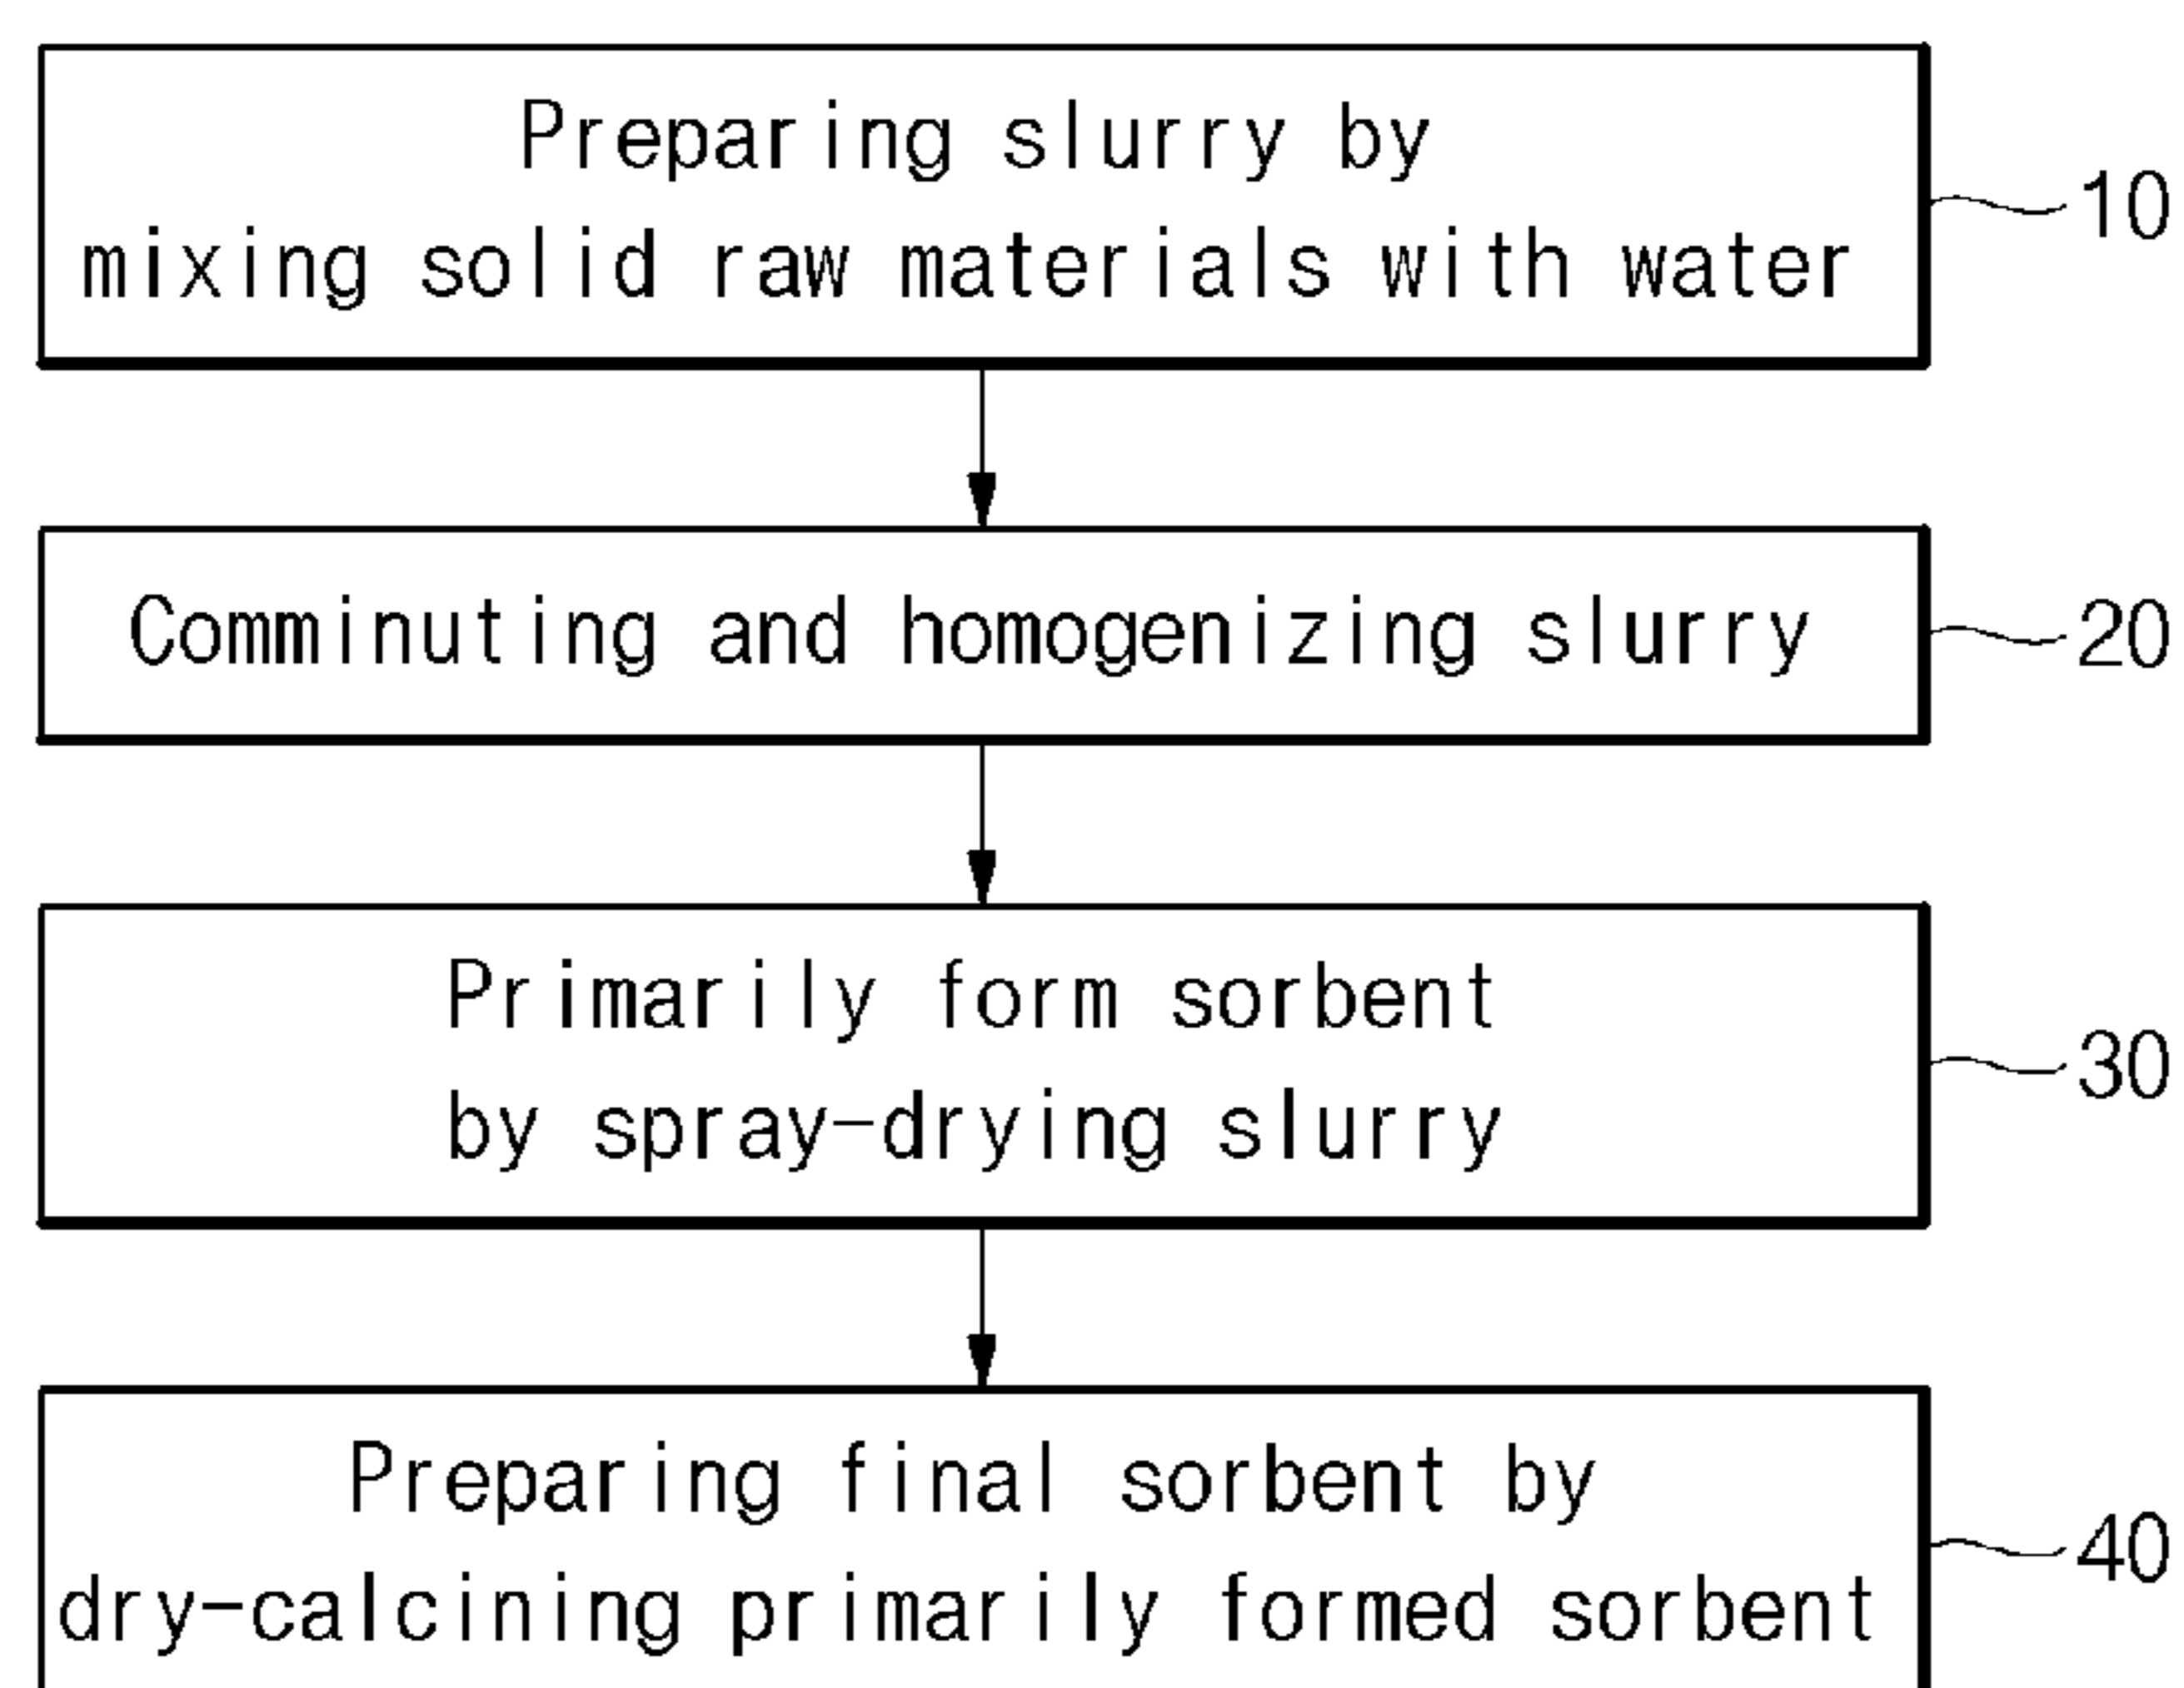 Preparing slurry by
mixing solid raw materials with water
10
Comminuting and homogenizing slurry
20
Primarily form sorbent
by spray-drying slurry
30
Preparing final sorbent by
dry-calcining primarily formed sorbent
40